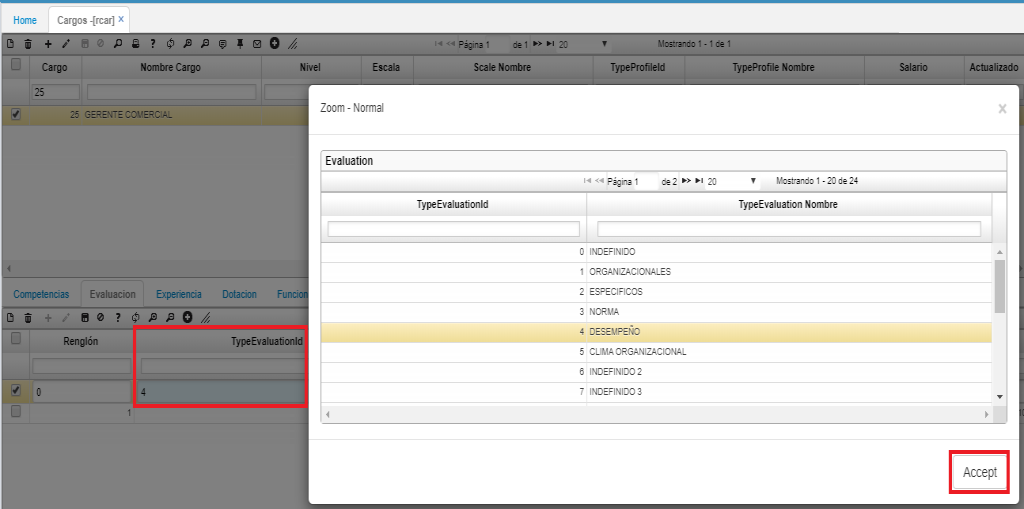 Home Cargos -[rcar] X
Página 1 de 1 20 Mostrando 1 - 1 de 1
Cargo Nombre Cargo Nivel Escala Scale Nombre TypeProfileId TypeProfile Nombre Salario Actualizado
25
25 GERENTE COMERCIAL
Zoom - Normal x
Evaluation
Página 1 de 2 20 Mostrando 1 - 20 de 24
TypeEvaluationId TypeEvaluation Nombre
0 INDEFINIDO
1 ORGANIZACIONALES
2 ESPECIFICOS
3 NORMA
4 DESEMPEÑO
5 CLIMA ORGANIZACIONAL
6 INDEFINIDO 2
7 INDEFINIDO 3
Accept
Competencias Evaluacion Experiencia Dotacion Funcion
Renglón TypeEvaluationId
0 4
1